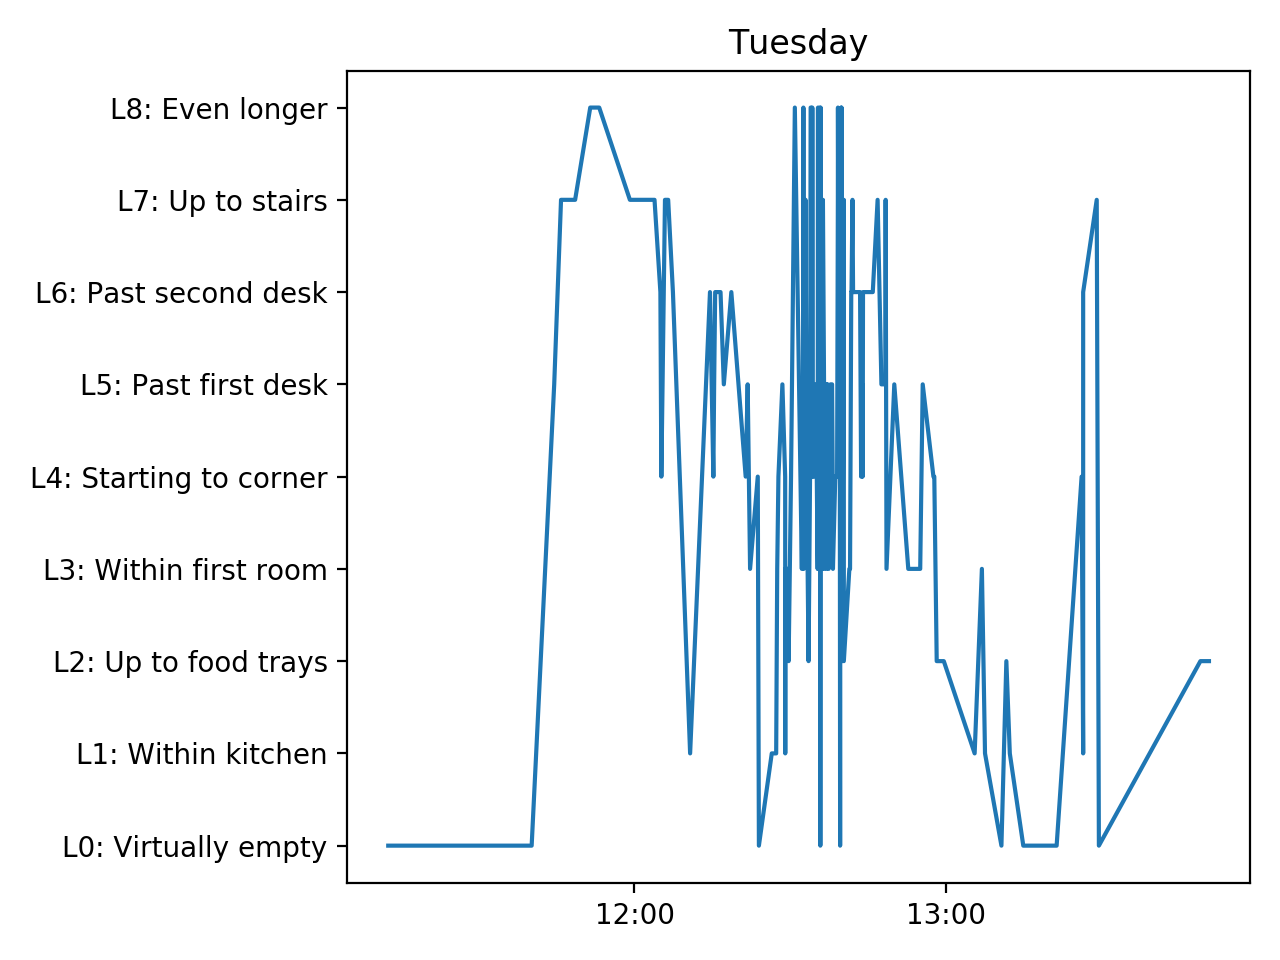 Tuesday
L8: Even longer
L7: Up to stairs
L6: Past second desk
L5: Past first desk
L4: Starting to corner
L3: Within first room
L2: Up to food trays
L1: Within kitchen
L0: Virtually empty
12:00 13:00